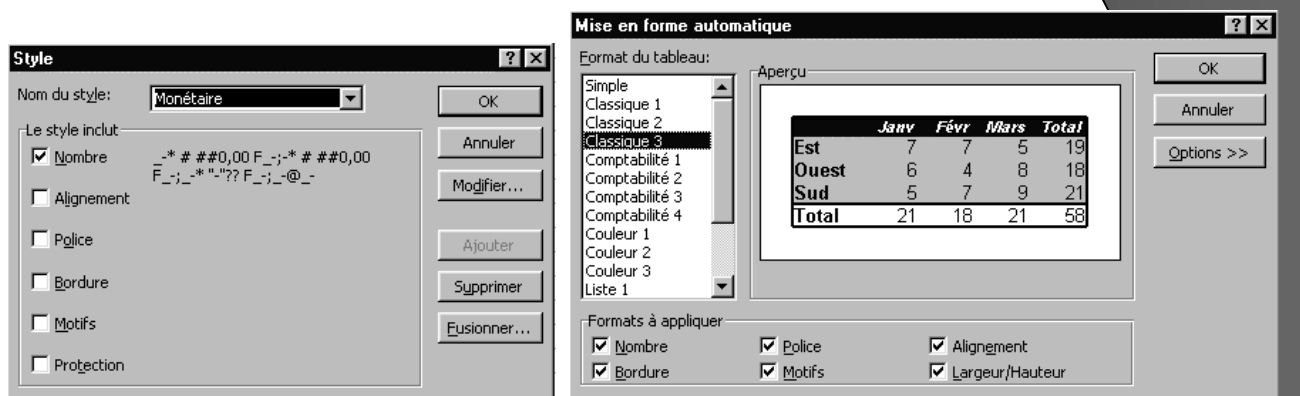 Style
Nom du style: Monétaire
OK
Le style inclut
Annuler
Nombre _-* # ##0,00 F_-;-* # ##0,00
F_-;_-* "-"?? F_-;_-@_-
Modifier...
Alignement
Police
Ajouter
Bordure
Supprimer
Motifs
Fusionner...
Protection
Mise en forme automatique
Format du tableau:
Simple
Classique 1
Classique 2
Classique 3
Comptabilité 1
Comptabilité 2
Comptabilité 3
Comptabilité 4
Couleur 1
Couleur 2
Couleur 3
Liste 1
Aperçu
Janv Févr Mars Total
Est 7 7 5 19
Ouest 6 4 8 18
Sud 5 7 9 21
Total 21 18 21 58
OK
Annuler
Options >>
Formats à appliquer
Nombre Police Alignement
Bordure Motifs Largeur/Hauteur